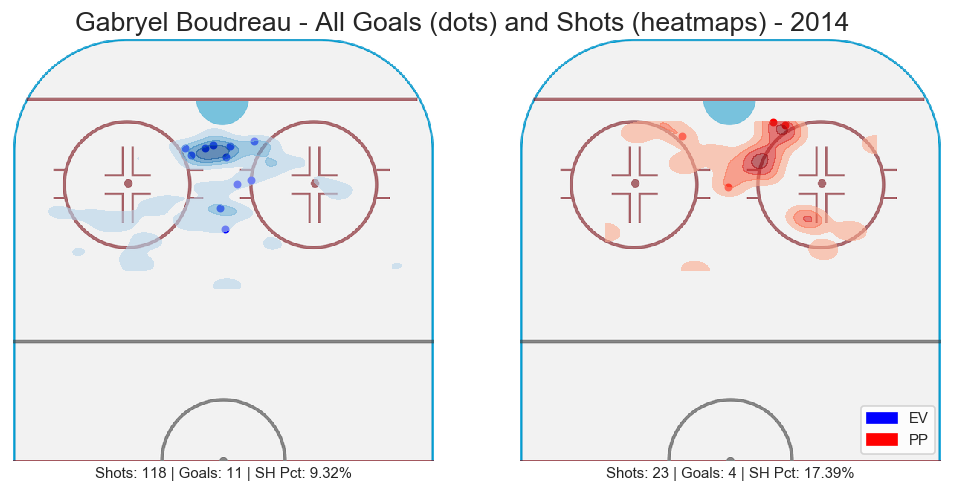 Gabryel Boudreau - All Goals (dots) and Shots (heatmaps) - 2014
EV
PP
Shots: 118 | Goals: 11 | SH Pct: 9.32%
Shots: 23 | Goals: 4 | SH Pct: 17.39%